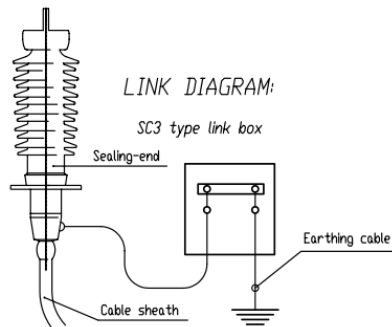 LINK DIAGRAM:
SC3 type link box
Sealing-end
Earthing cable
Cable sheath